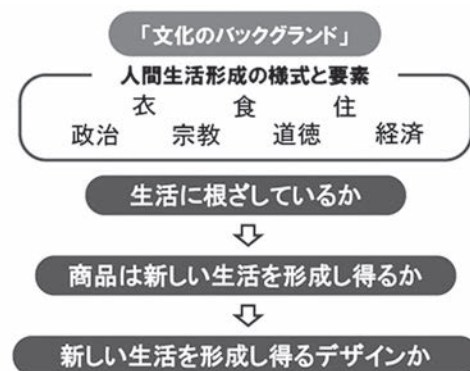 「文化のバックグランド」
人間生活形成の様式と要素
衣 食 住
政治 宗教 道徳 経済
生活に根ざしているか
商品は新しい生活を形成し得るか
新しい生活を形成し得るデザインか